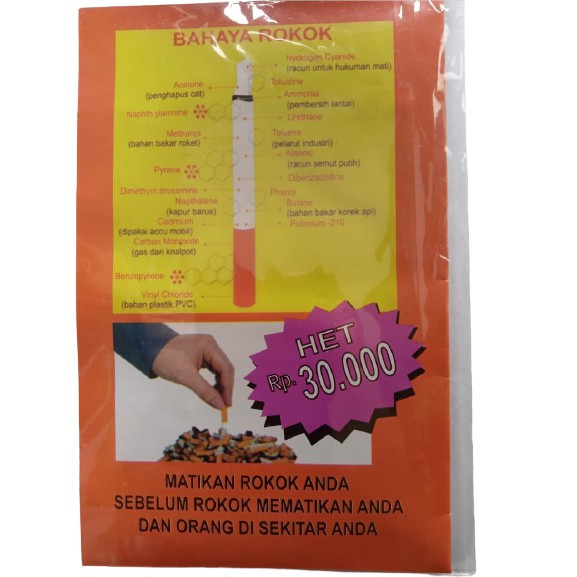 BAHAYA ROKOK
Hydrogen Cyanide
(racun untuk hukuman mati)
Acetone
(penghapus cat)
Toluidine
Ammonia
(pembersih lantai)
Naphthylamine
Urethane
Methanol
(bahan bakar roket)
Toluene
(pelarut industri)
Arsenic
(racun semut putih)
Pyrene
Dibenzacridine
Dimethyin itrosamine
Phenol
Napthalene
(kapur barus)
Butane
(bahan bakar korek api)
Cadmium
(dipakai accu mobil)
Polonium -210
Carbon Monoxide
(gas dari knalpot)
Benzopyrene
Vinyl Chloride
(bahan plastik PVC)
HET
Rp. 30.000
MATIKAN ROKOK ANDA
SEBELUM ROKOK MEMATIKAN ANDA
DAN ORANG DI SEKITAR ANDA